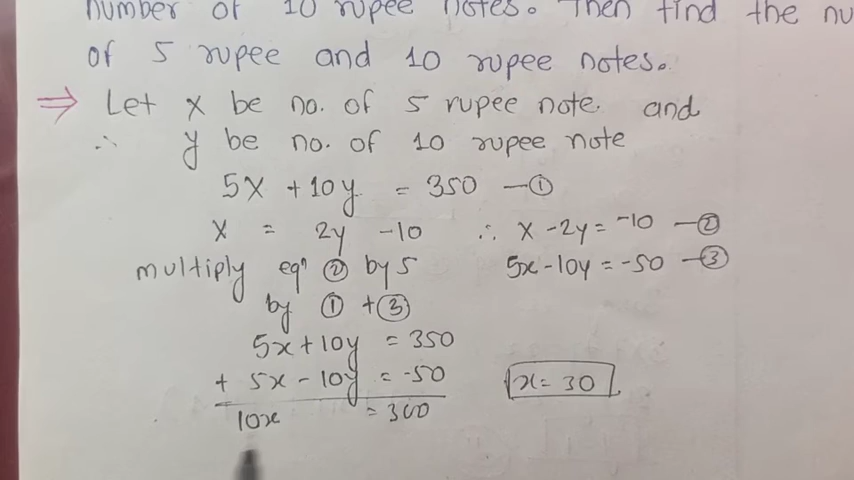 number of 10 rupee notes. Then find the nu
of 5 rupee and 10 rupee notes.
⇒ Let x be no. of 5 rupee note. and
∴ y be no. of 10 rupee note
5x + 10y = 350 — ①
x = 2y - 10 ∴ x - 2y = -10 — ②
multiply eqn ② by 5 5x - 10y = -50 — ③
by ① + ③
5x + 10y = 350
+ 5x - 10y = -50 x = 30
10x = 300